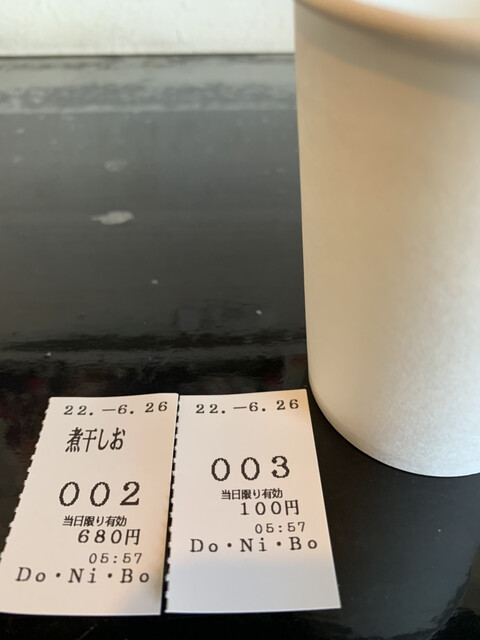 22.-6.26
煮干しお
002
当日限り有効
680円
05:57
Do・Ni・Bo
22.-6.26
003
当日限り有効
100円
05:57
Do・Ni・Bo